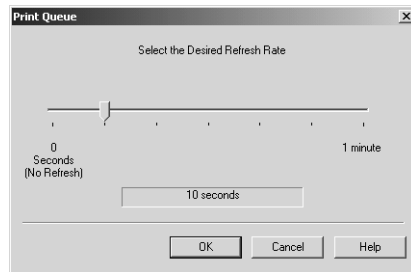 Print Queue
Select the Desired Refresh Rate
0
Seconds
(No Refresh)
1 minute
10 seconds
OK
Cancel
Help